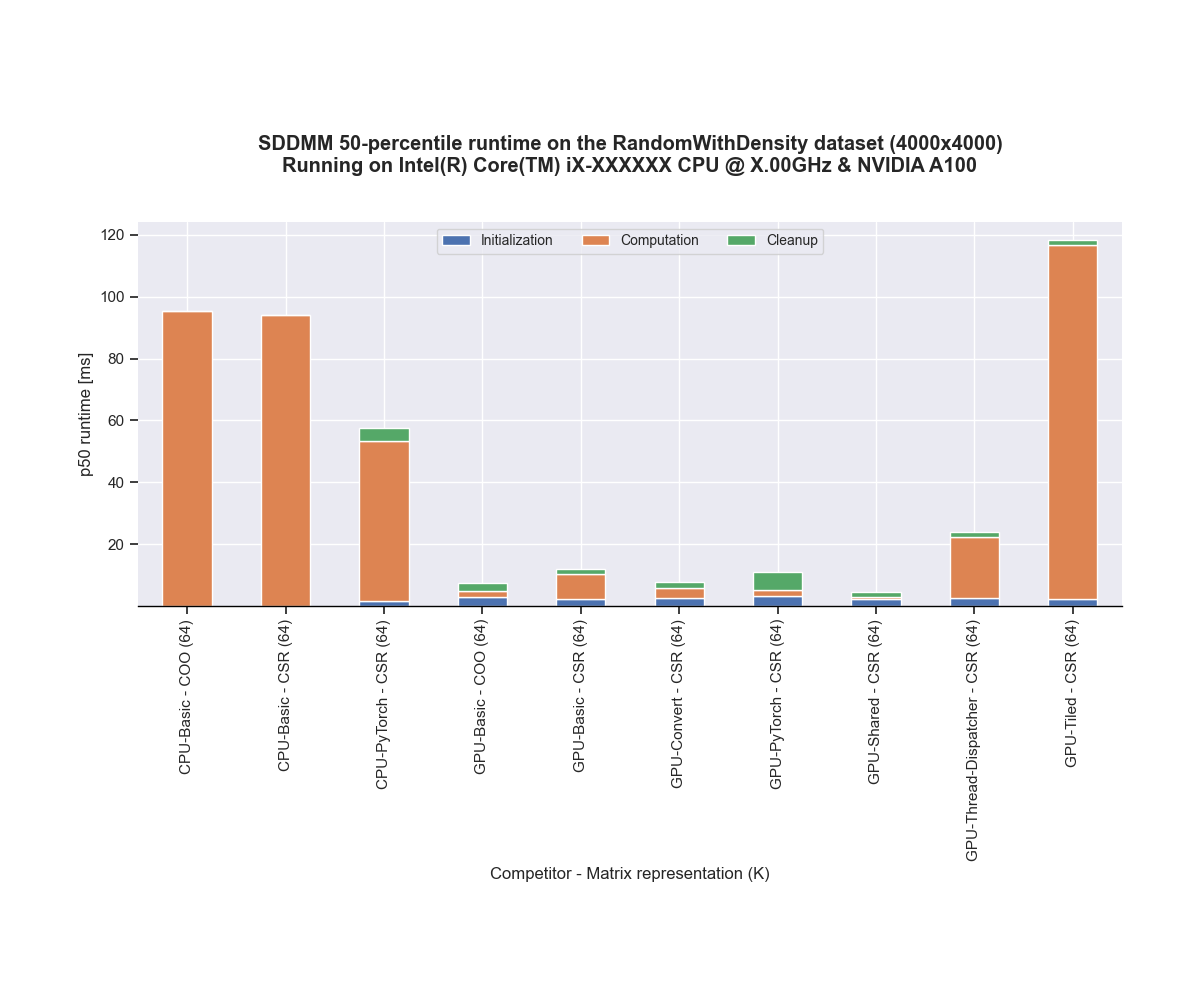 SDDMM 50-percentile runtime on the RandomWithDensity dataset (4000x4000)
Running on Intel(R) Core(TM) iX-XXXXXX CPU @ X.00GHz & NVIDIA A100
Initialization
Computation
Cleanup
p50 runtime [ms]
120
100
80
60
40
20
CPU-Basic - COO (64)
CPU-Basic - CSR (64)
CPU-PyTorch - CSR (64)
GPU-Basic - COO (64)
GPU-Basic - CSR (64)
GPU-Convert - CSR (64)
GPU-PyTorch - CSR (64)
GPU-Shared - CSR (64)
GPU-Thread-Dispatcher - CSR (64)
GPU-Tiled - CSR (64)
Competitor - Matrix representation (K)